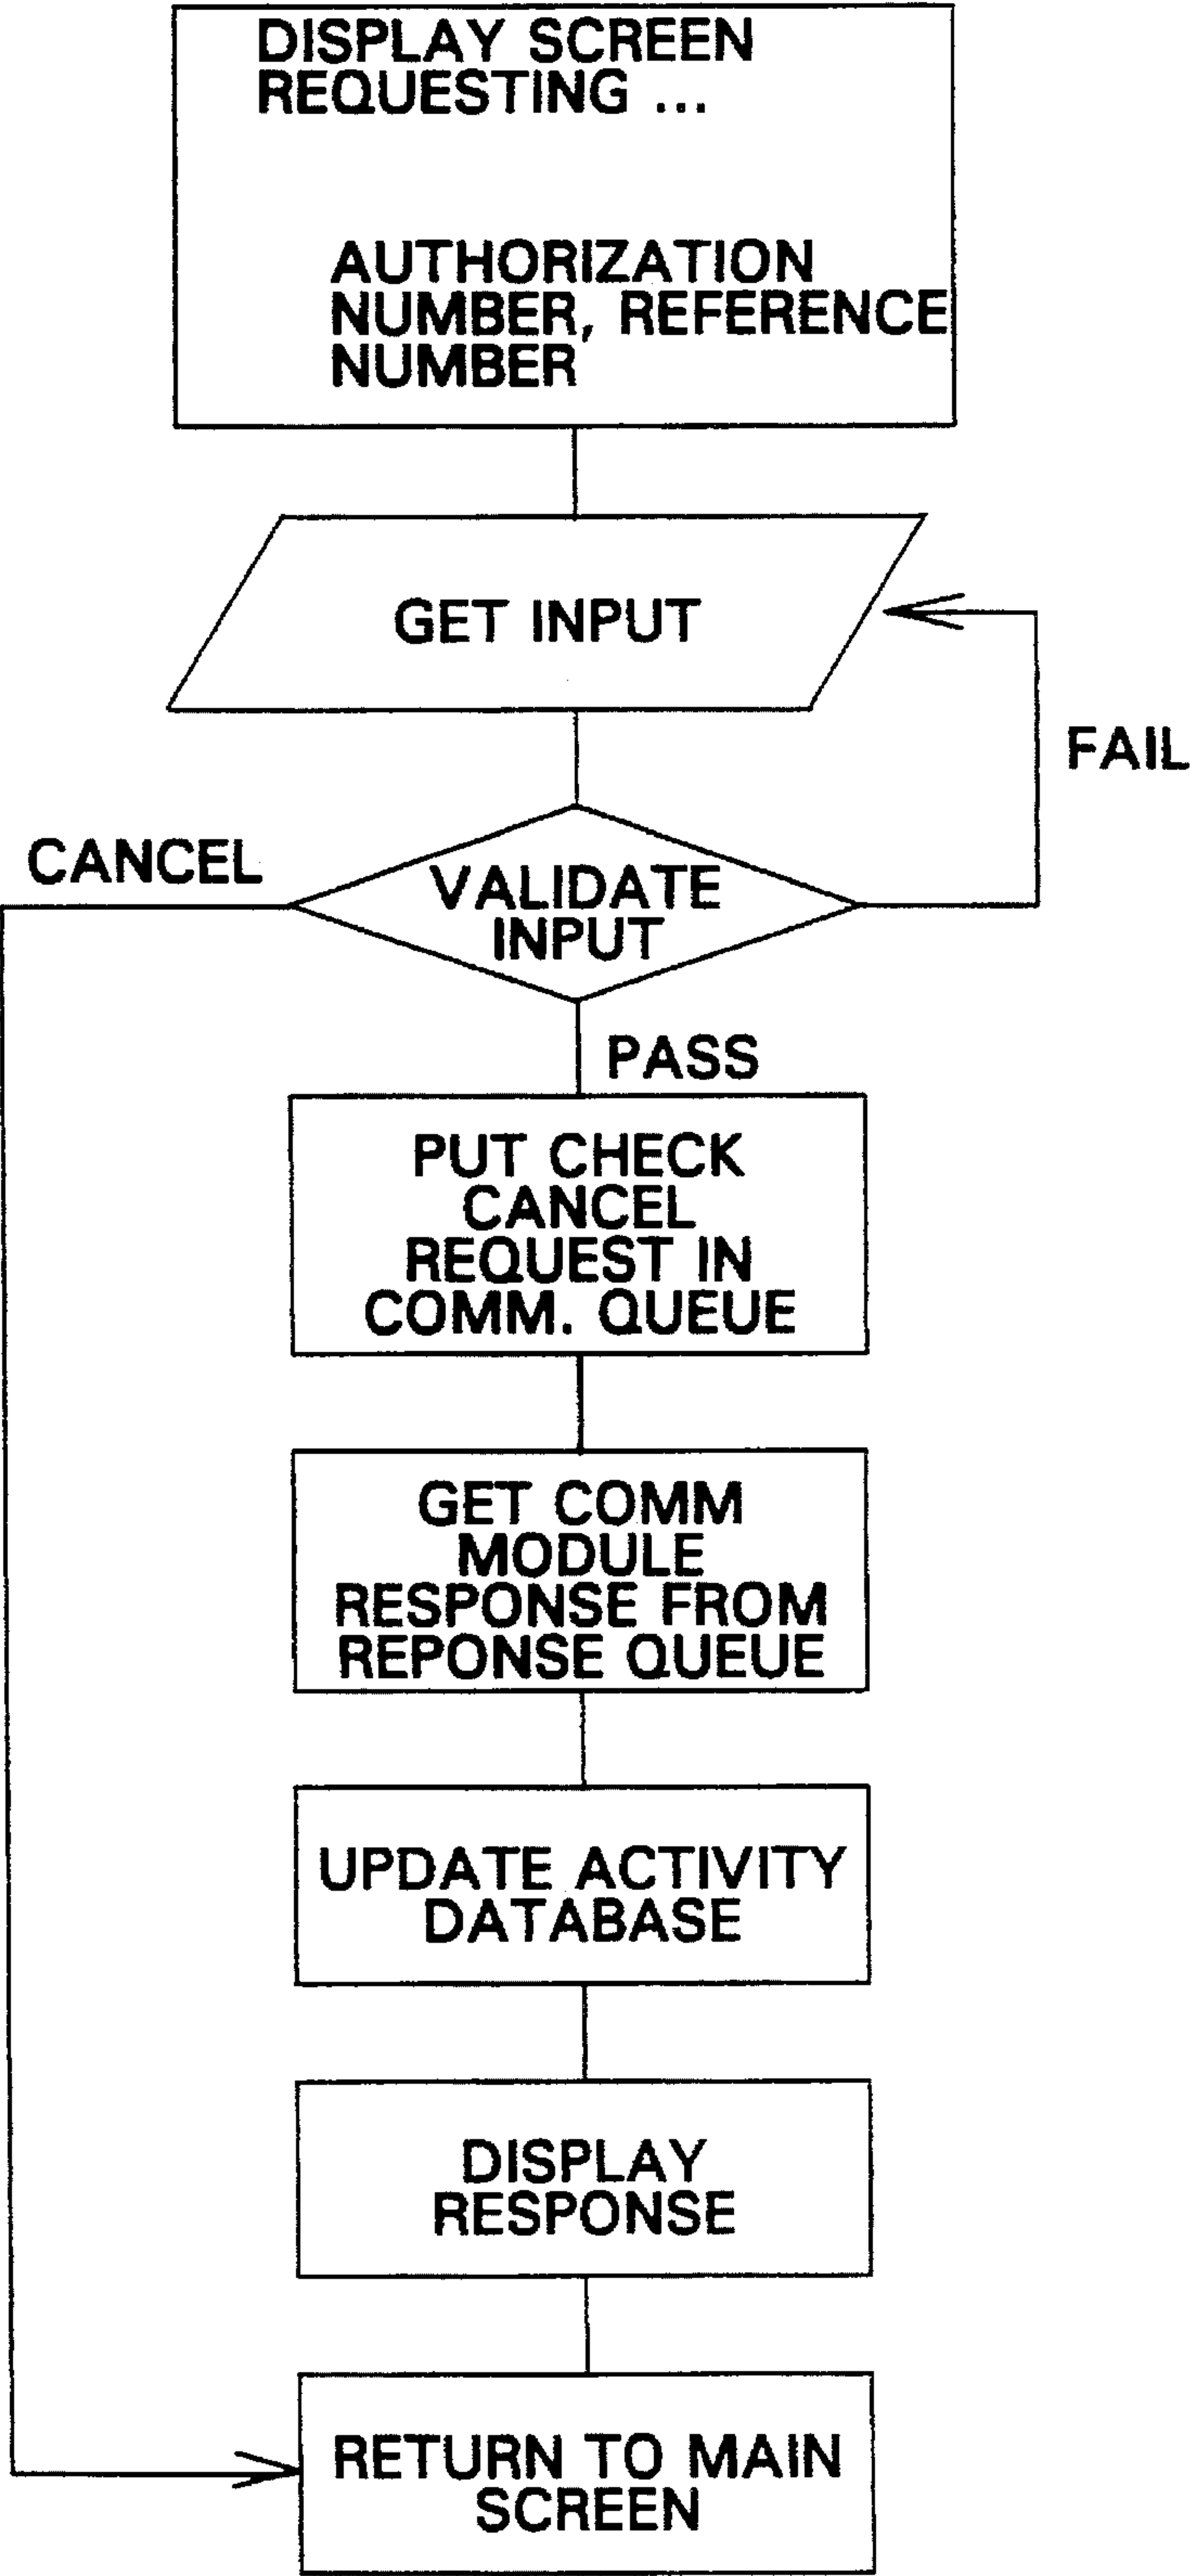 DISPLAY SCREEN
REQUESTING ...
AUTHORIZATION
NUMBER, REFERENCE
NUMBER
GET INPUT
FAIL
CANCEL
VALIDATE
INPUT
PASS
PUT CHECK
CANCEL
REQUEST IN
COMM. QUEUE
GET COMM
MODULE
RESPONSE FROM
REPONSE QUEUE
UPDATE ACTIVITY
DATABASE
DISPLAY
RESPONSE
RETURN TO MAIN
SCREEN